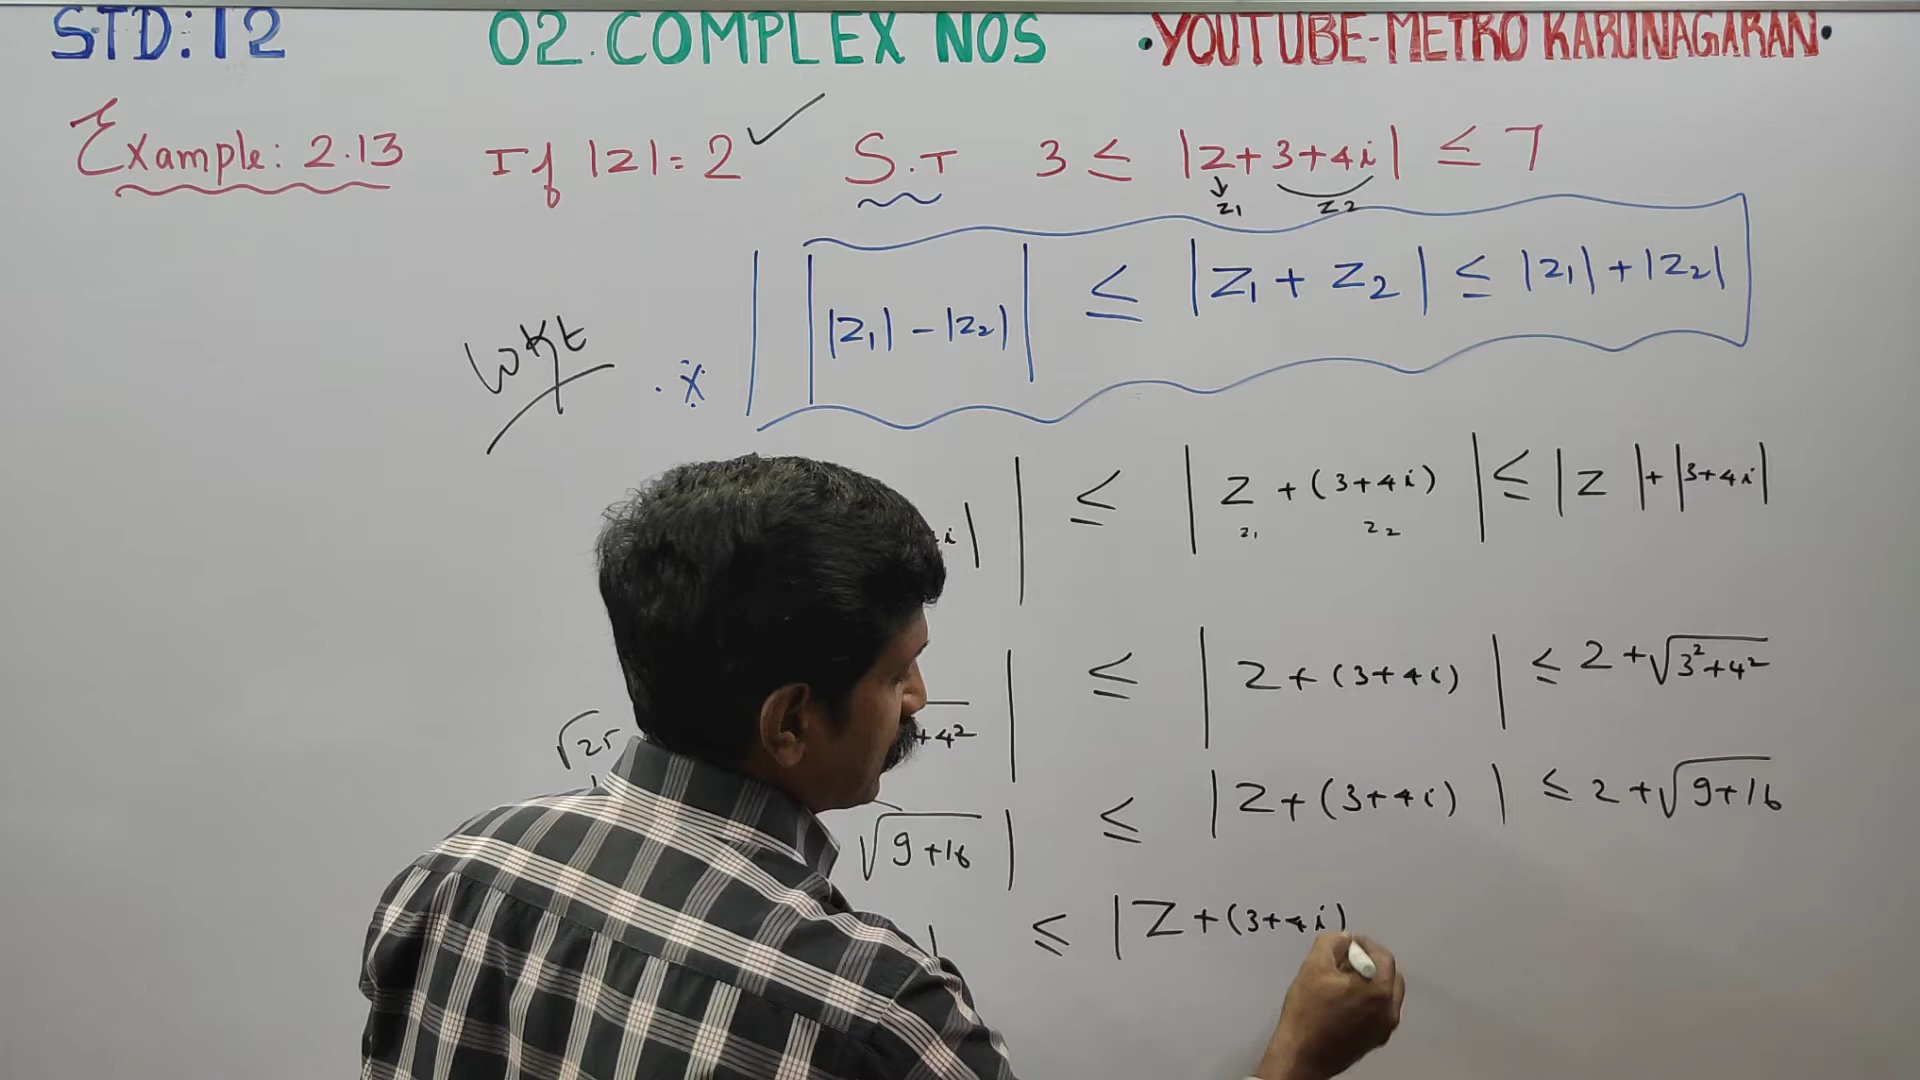 STD:12 02.COMPLEX NOS •YOUTUBE-METRO KARUNAGARAN•
Example: 2.13 If |z| = 2 ✓ S.T 3 ≤ |z+3+4i| ≤ 7
z₁ z₂
WKT | ||z₁| - |z₂|| ≤ |z₁ + z₂| ≤ |z₁| + |z₂|
i|| ≤ |z + (3+4i)| ≤ |z| + |3+4i|
z₁ z₂
+4²| ≤ |z + (3+4i)| ≤ 2 + √3²+4²
√25
√9+16| ≤ |z + (3+4i)| ≤ 2 + √9+16
| ≤ |z + (3+4i)